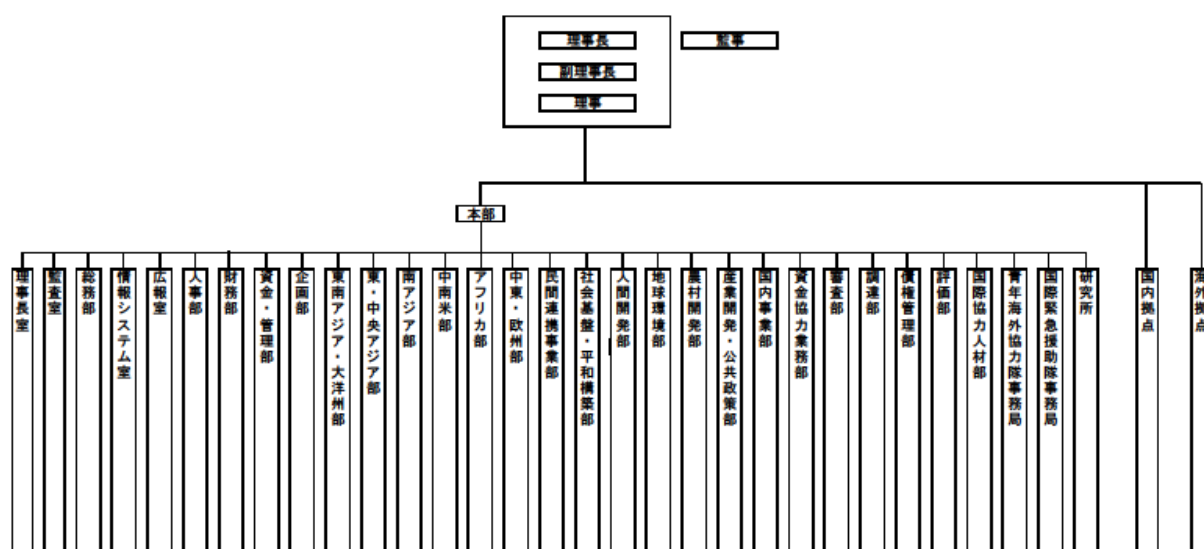 理事長
監事
副理事長
理事
本部
理事長室
監査室
総務部
情報システム室
広報室
人事部
財務部
資金・管理部
企画部
東南アジア・大洋州部
東・中央アジア部
南アジア部
中南米部
アフリカ部
中東・欧州部
民間連携事業部
社会基盤・平和構築部
人間開発部
地球環境部
農村開発部
産業開発・公共政策部
国内事業部
資金協力業務部
審査部
調達部
債権管理部
評価部
国際協力人材部
青年海外協力隊事務局
国際緊急援助隊事務局
研究所
国内拠点
海外拠点